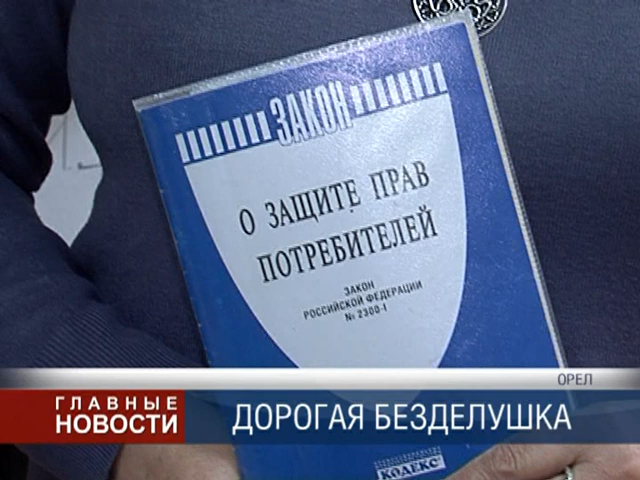 ЗАКОН
О ЗАЩИТЕ ПРАВ
ПОТРЕБИТЕЛЕЙ
ЗАКОН
РОССИЙСКОЙ ФЕДЕРАЦИИ
№ 2300-I
КОДЕКС
ОРЕЛ
ГЛАВНЫЕ
НОВОСТИ
ДОРОГАЯ БЕЗДЕЛУШКА